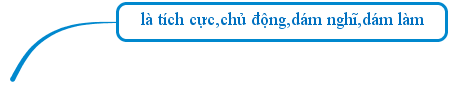 là tích cực,chủ động,dám nghĩ,dám làm